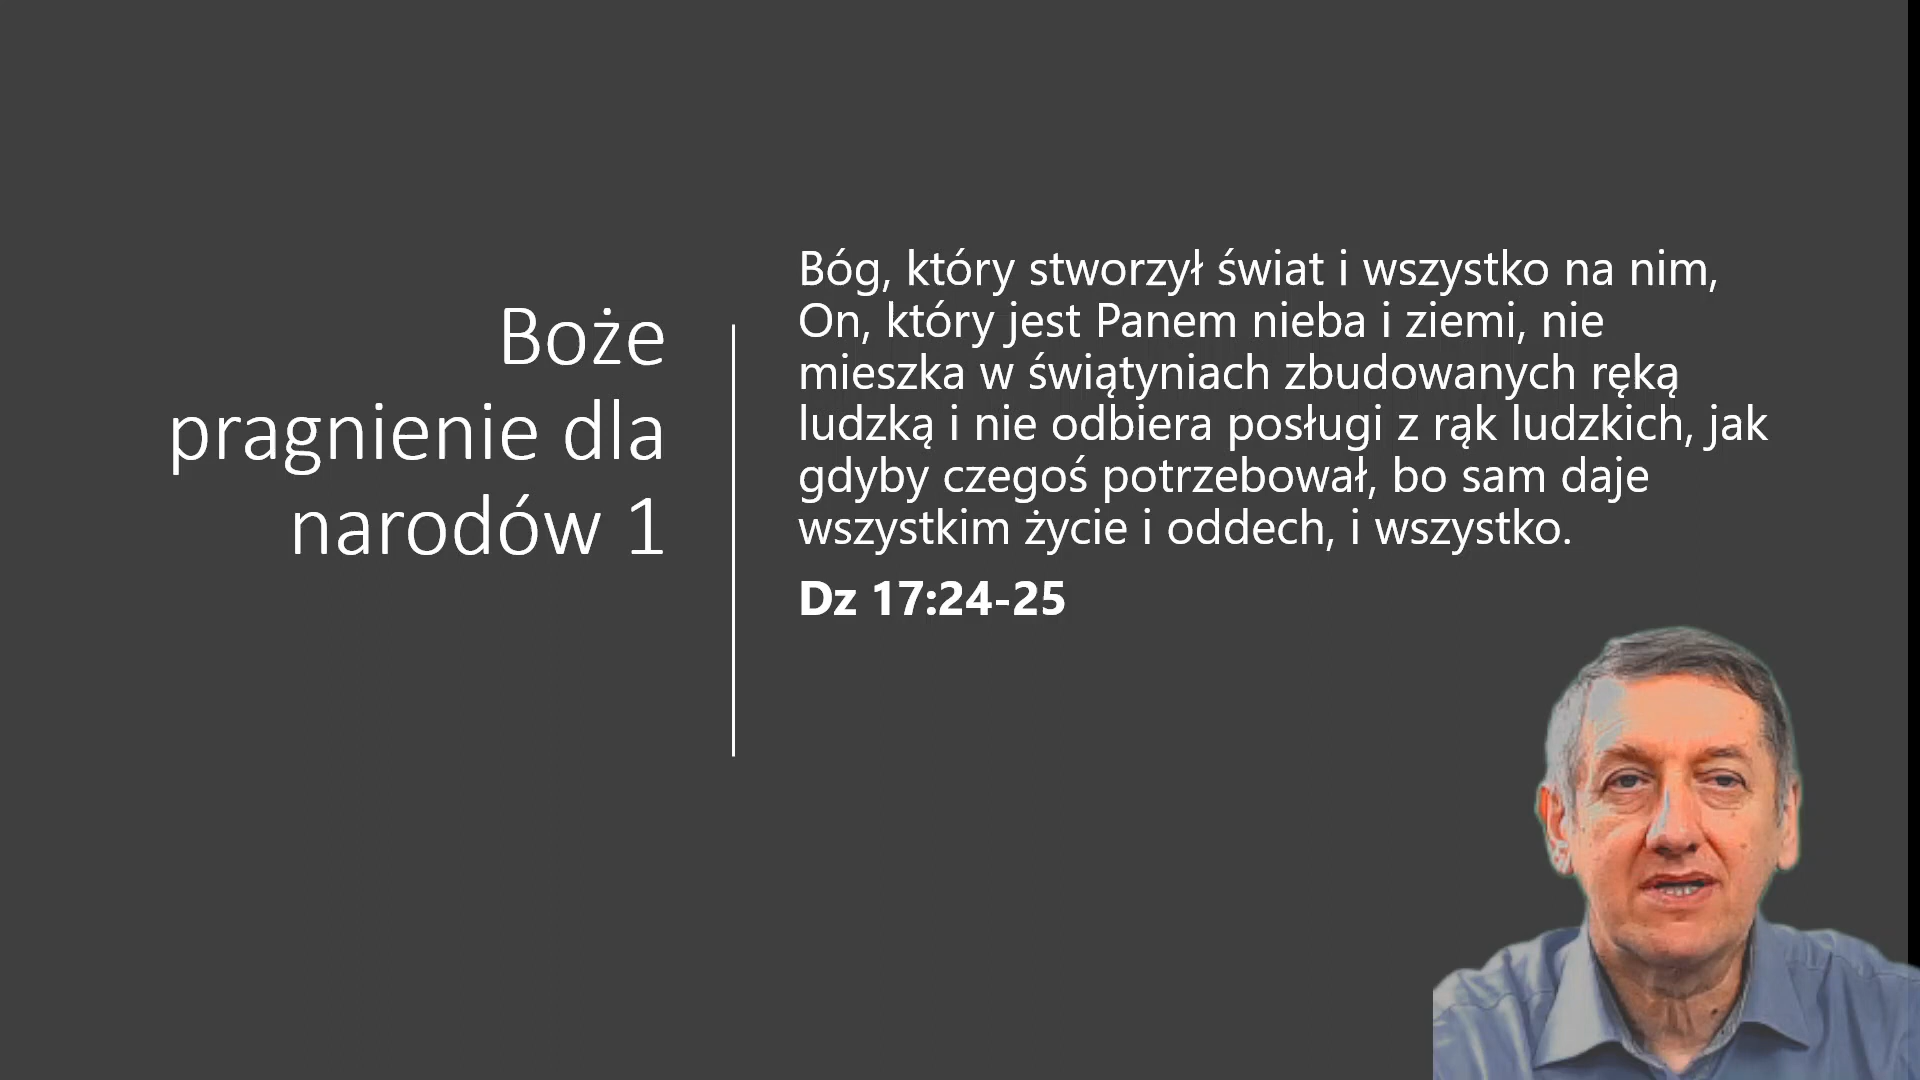 Boże
pragnienie dla
narodów 1
Bóg, który stworzył świat i wszystko na nim,
On, który jest Panem nieba i ziemi, nie
mieszka w świątyniach zbudowanych ręką
ludzką i nie odbiera posługi z rąk ludzkich, jak
gdyby czegoś potrzebował, bo sam daje
wszystkim życie i oddech, i wszystko.
Dz 17:24-25